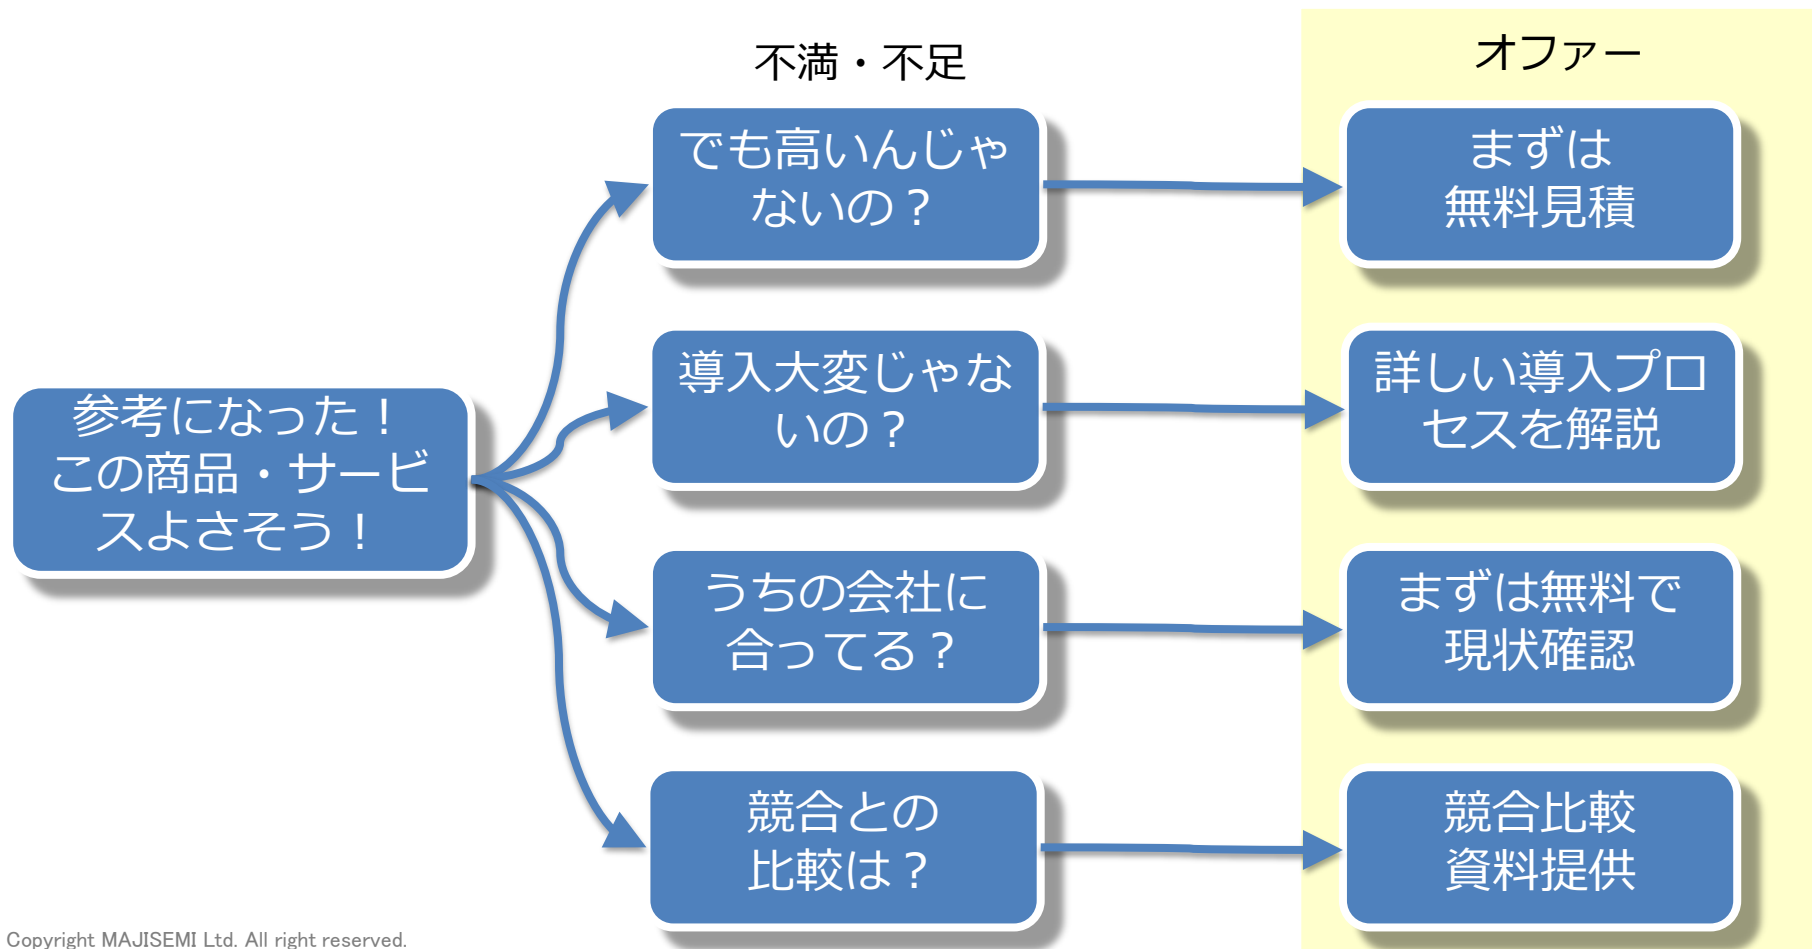 不満・不足
オファー
でも高いんじゃ
ないの？
まずは
無料見積
導入大変じゃな
いの？
詳しい導入プロ
セスを解説
参考になった！
この商品・サービ
スよさそう！
うちの会社に
合ってる？
まずは無料で
現状確認
競合との
比較は？
競合比較
資料提供
Copyright MAJISEMI Ltd. All right reserved.